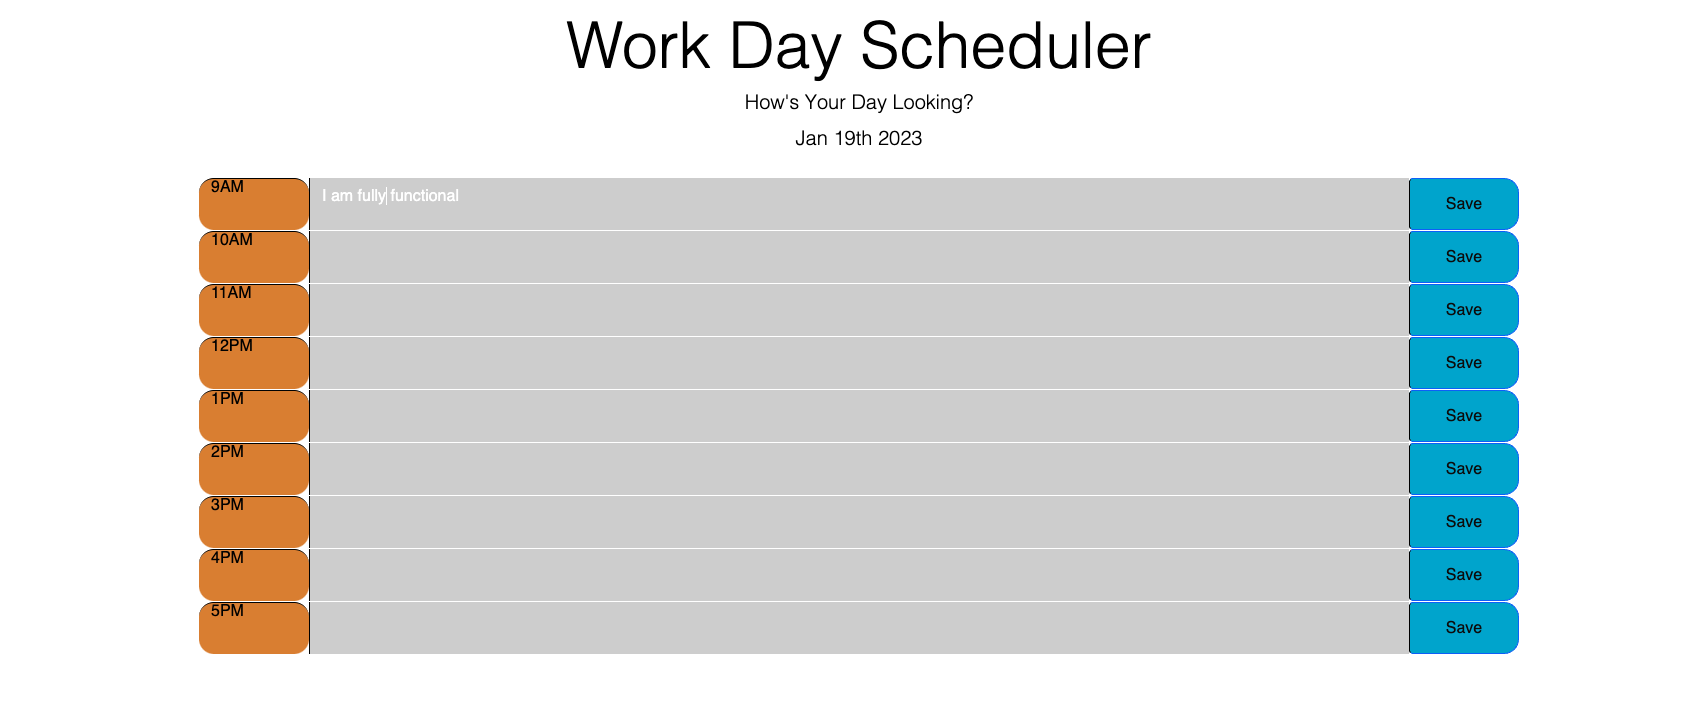 Work Day Scheduler
How's Your Day Looking?
Jan 19th 2023
9AM I am fully functional Save
10AM Save
11AM Save
12PM Save
1PM Save
2PM Save
3PM Save
4PM Save
5PM Save